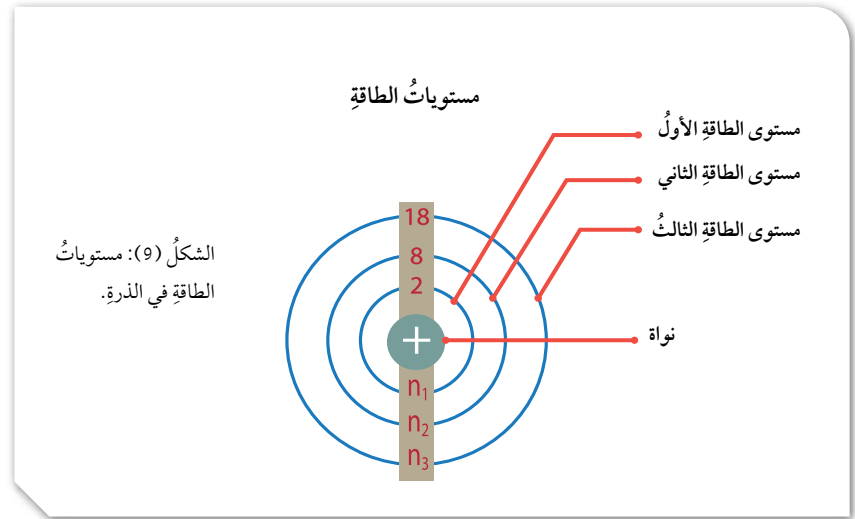 مستوياتُ الطاقةِ
مستوى الطاقةِ الأولُ
مستوى الطاقةِ الثاني
مستوى الطاقةِ الثالثُ
نواة
18
8
2
+
n₁
n₂
n₃
الشكلُ (9): مستوياتُ
الطاقةِ في الذرةِ.